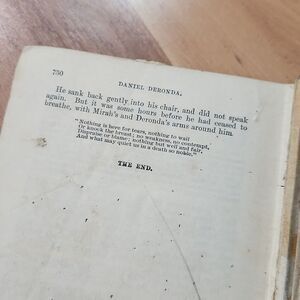 750
DANIEL DERONDA.
He sank back gently into his chair, and did not speak
again. But it was some hours before he had ceased to
breathe, with Mirah's and Deronda's arms around him.
"Nothing is here for tears, nothing to wail
Or knock the breast; no weakness, no contempt,
Dispraise or blame; nothing but well and fair,
And what may quiet us in a death so noble."
THE END.